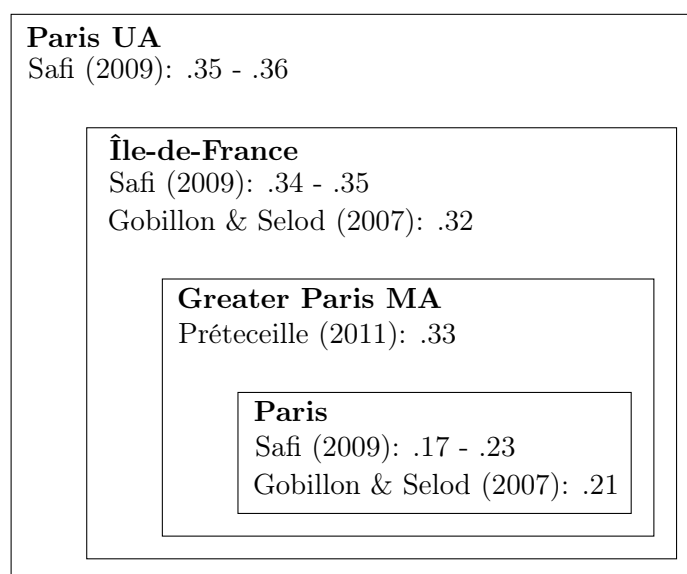 Paris UA
Safi (2009): .35 - .36
Île-de-France
Safi (2009): .34 - .35
Gobillon & Selod (2007): .32
Greater Paris MA
Préteceille (2011): .33
Paris
Safi (2009): .17 - .23
Gobillon & Selod (2007): .21